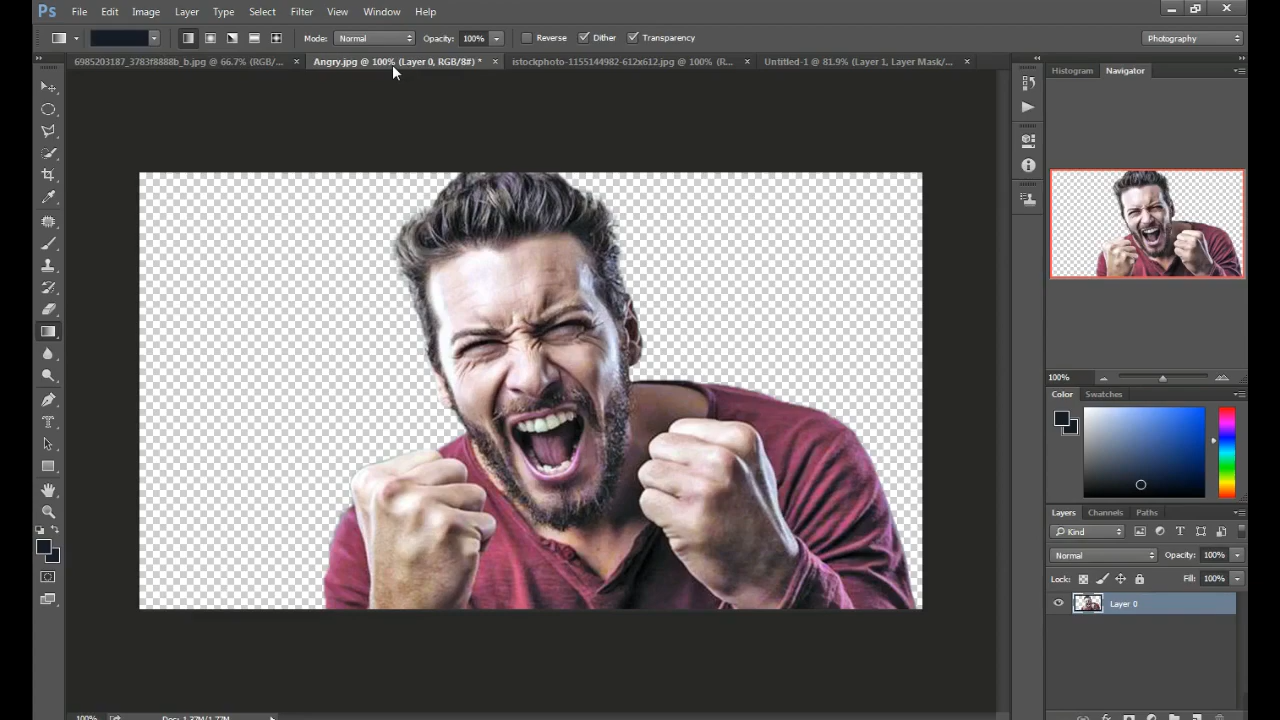 Ps File Edit Image Layer Type Select Filter View Window Help
Mode: Normal Opacity: 100% Reverse Dither Transparency Photography
6985203187_3783f8888b_b.jpg @ 66.7% (RGB/... × Angry.jpg @ 100% (Layer 0, RGB/8#) * × istockphoto-1155144982-612x612.jpg @ 100% (R... × Untitled-1 @ 81.9% (Layer 1, Layer Mask/... ×
Histogram Navigator
100%
Color Swatches
Layers Channels Paths
Kind
Normal Opacity: 100%
Lock: Fill: 100%
Layer 0
100% Doc: 1.37M/1.77M